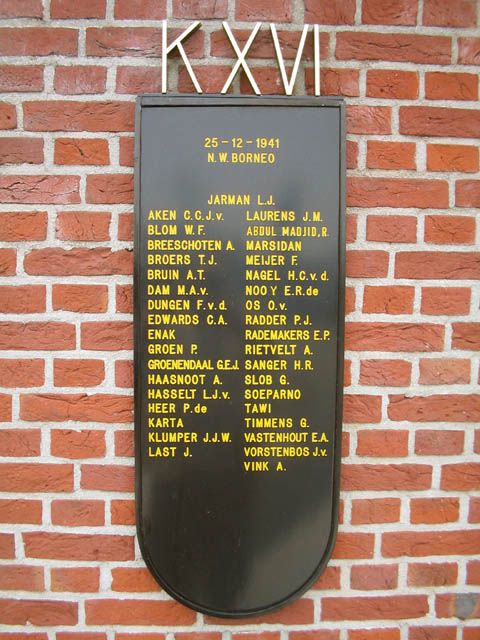 K XVI
25-12-1941
N.W. BORNEO
JARMAN L.J.
AKEN C.C.J.v
BLOM W.F.
BREESCHOTEN A.
BROERS T.J.
BRUIN A.T.
DAM M.A.v.
DUNGEN F.v.d.
EDWARDS C.A.
ENAK
GROEN P.
GROENENDAAL G.E.J.
HAASNOOT A.
HASSELT L.J.v.
HEER P.de
KARTA
KLUMPER J.J.W.
LAST J.
LAURENS J.M.
ABDUL MADJID,R.
MARSIDAN
MEIJER F.
NAGEL H.C.v.d.
NOOY E.R.de
OS O.v.
RADDER P.J.
RADEMAKERS E.P.
RIETVELT A.
SANGER H.R.
SLOB G.
SOEPARNO
TAWI
TIMMENS G.
VASTENHOUT E.A.
VORSTENBOS J.v.
VINK A.